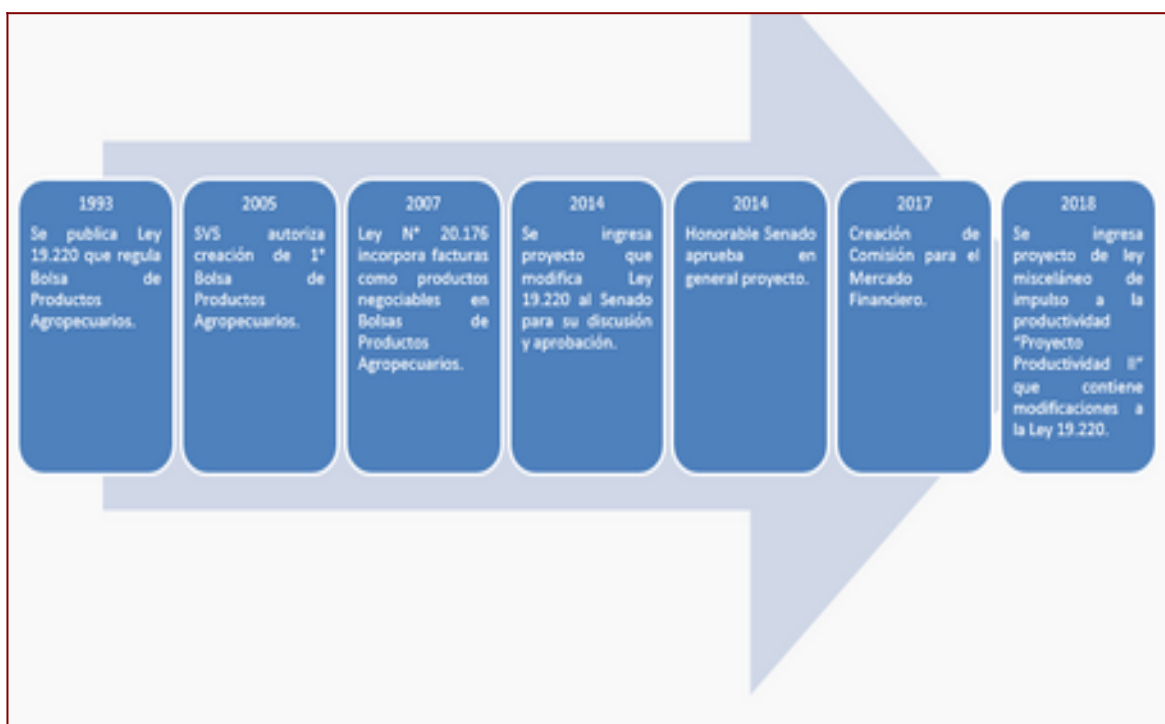 1993
Se publica Ley
19.220 que regula
Bolsa de
Productos
Agropecuarios.
2005
SVS autoriza
creación de 1°
Bolsa de
Productos
Agropecuarios.
2007
Ley N° 20.176
incorpora facturas
como productos
negociables en
Bolsas de
Productos
Agropecuarios.
2014
Se ingresa
proyecto que
modifica Ley
19.220 al Senado
para su discusión
y aprobación.
2014
Honorable Senado
aprueba en
general proyecto.
2017
Creación de
Comisión para el
Mercado
Financiero.
2018
Se ingresa
proyecto de ley
misceláneo de
impulso a la
productividad
"Proyecto
Productividad II"
que contiene
modificaciones a
la Ley 19.220.